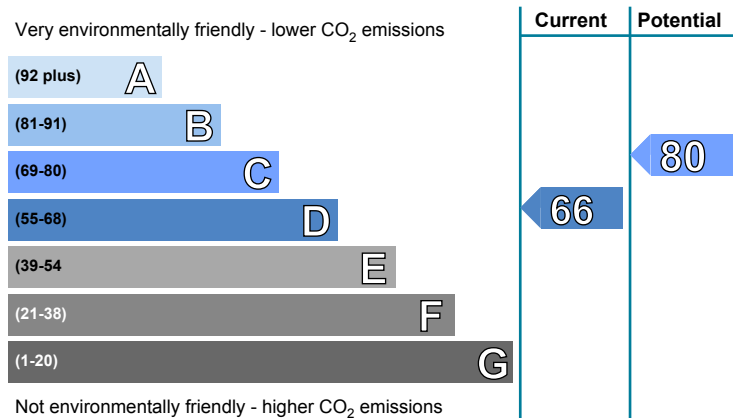 Very environmentally friendly - lower CO₂ emissions
Current
Potential
(92 plus) A
(81-91) B
(69-80) C
80
(55-68) D
66
(39-54 E
(21-38) F
(1-20) G
Not environmentally friendly - higher CO₂ emissions